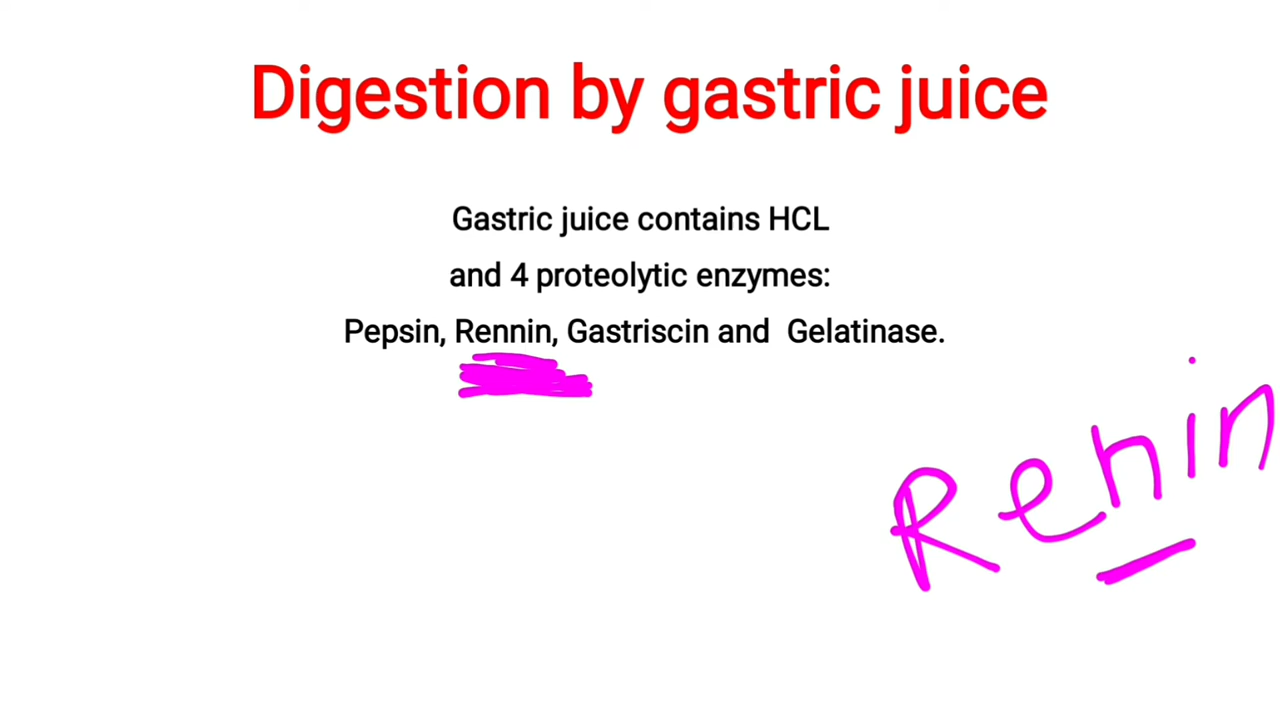 Digestion by gastric juice
Gastric juice contains HCL
and 4 proteolytic enzymes:
Pepsin, Rennin, Gastriscin and Gelatinase.
Renin